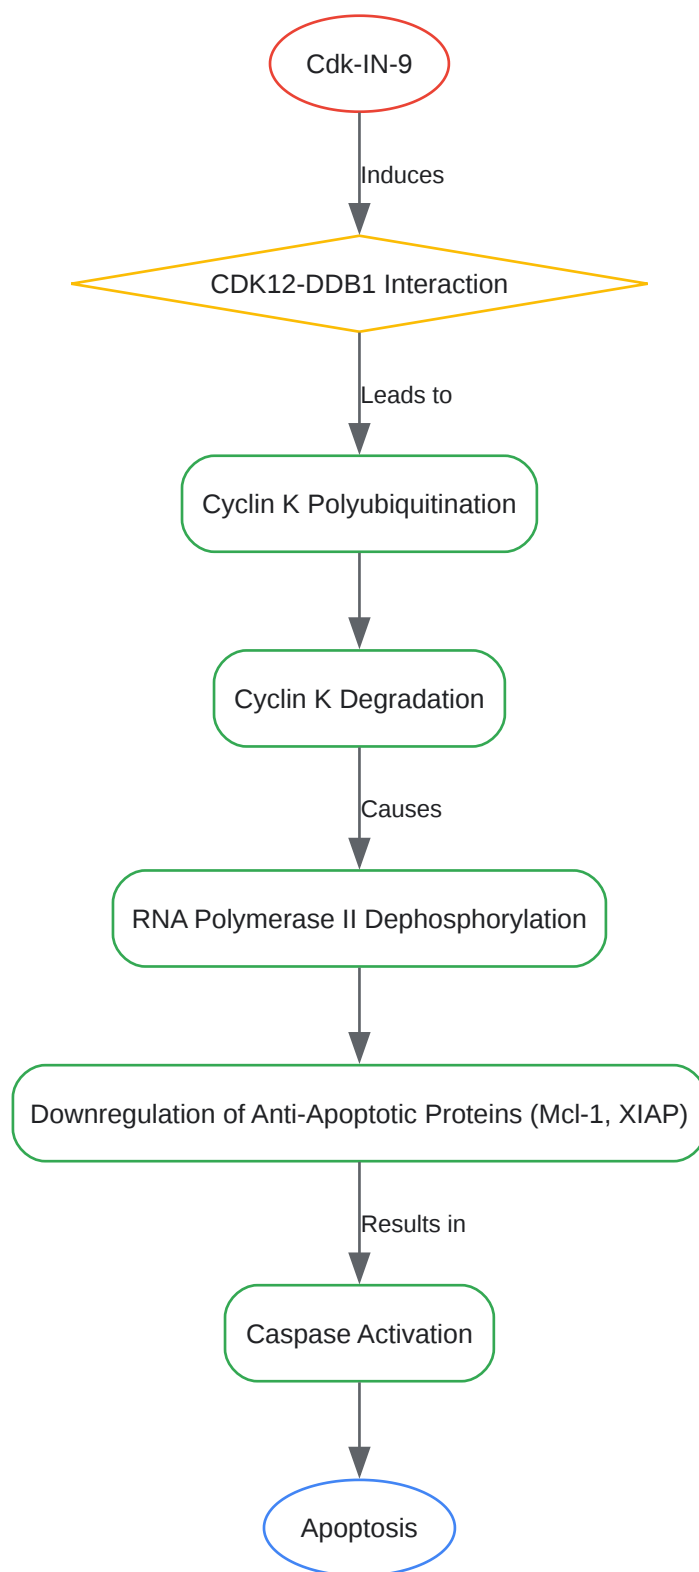 Cdk-IN-9
Induces
CDK12-DDB1 Interaction
Leads to
Cyclin K Polyubiquitination
Cyclin K Degradation
Causes
RNA Polymerase II Dephosphorylation
Downregulation of Anti-Apoptotic Proteins (Mcl-1, XIAP)
Results in
Caspase Activation
Apoptosis